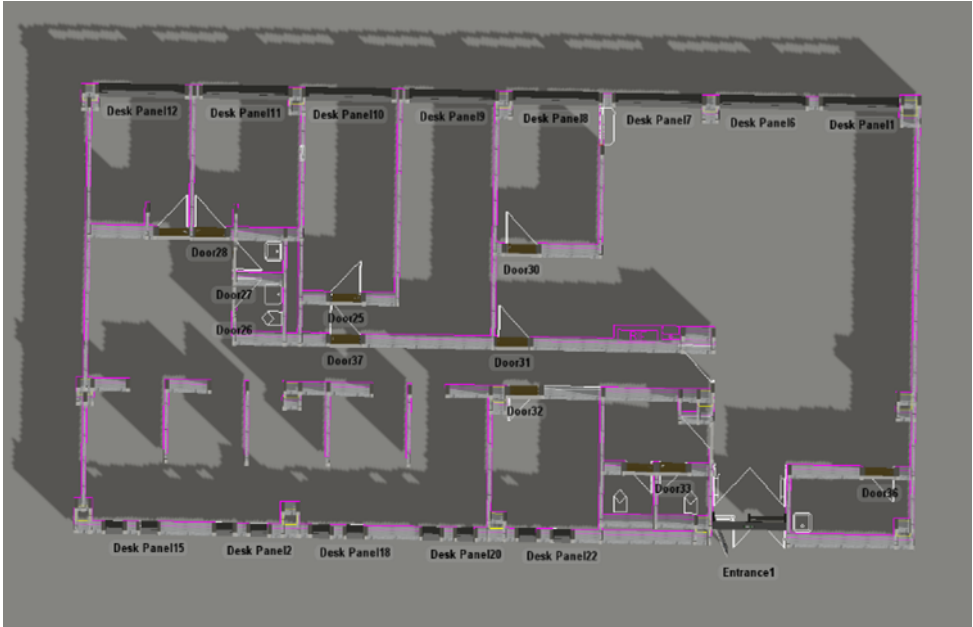 Desk Panel12
Desk Panel11
Desk Panel10
Desk Panel9
Desk Panel8
Desk Panel7
Desk Panel6
Desk Panel1
Door28
Door30
Door27
Door25
Door26
Door37
Door31
Door32
Door33
Door36
Desk Panel15
Desk Panel2
Desk Panel18
Desk Panel20
Desk Panel22
Entrance1